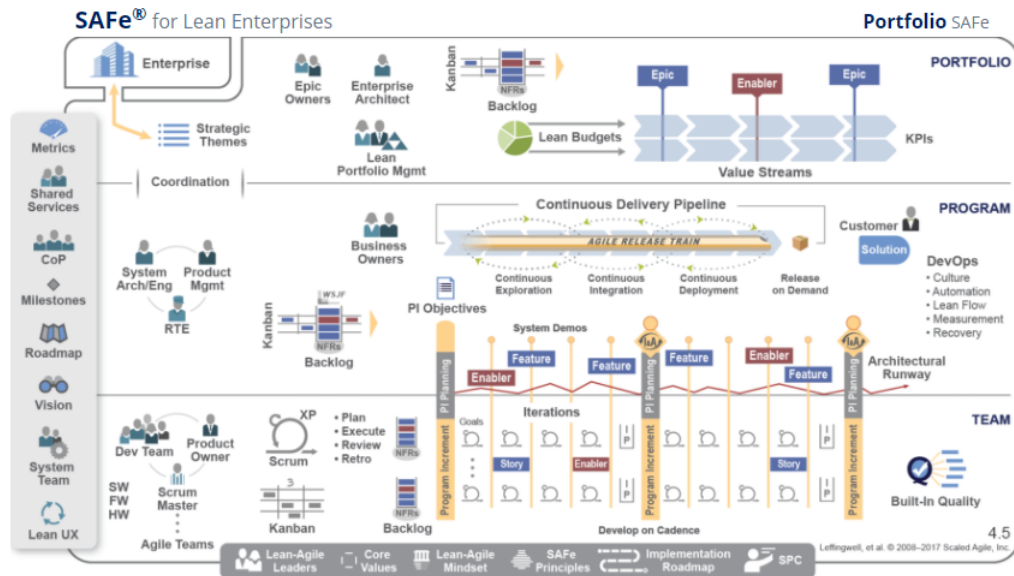 SAFe® for Lean Enterprises
Portfolio SAFe
Enterprise
Strategic
Themes
Epic
Owners
Enterprise
Architect
Lean
Portfolio Mgmt
Kanban
NFRs
Backlog
Lean Budgets
Epic
Enabler
Epic
KPIs
Value Streams
PORTFOLIO
Coordination
Metrics
Shared
Services
CoP
Milestones
Roadmap
Vision
System
Team
Lean UX
PROGRAM
Business
Owners
Continuous Delivery Pipeline
AGILE RELEASE TRAIN
Continuous
Exploration
Continuous
Integration
Continuous
Deployment
Release
on Demand
Customer
Solution
DevOps
• Culture
• Automation
• Lean Flow
• Measurement
• Recovery
System
Arch/Eng
Product
Mgmt
RTE
Kanban
WSJF
NFRs
Backlog
PI Objectives
System Demos
Enabler
Feature
Feature
I&A
Feature
Enabler
Feature
I&A
Architectural
Runway
PI Planning
PI Planning
PI Planning
TEAM
Dev Team
Product
Owner
Scrum
Master
SW
FW
HW
Agile Teams
XP
Scrum
• Plan
• Execute
• Review
• Retro
NFRs
3
Kanban
NFRs
Backlog
Program Increment
Program Increment
Program Increment
Goals
Iterations
Story
Enabler
Story
I P
I P
I P
I P
Develop on Cadence
Built-In Quality
4.5
Leffingwell, et al. © 2008–2017 Scaled Agile, Inc.
Lean-Agile
Leaders
Core
Values
Lean-Agile
Mindset
SAFe
Principles
Implementation
Roadmap
SPC